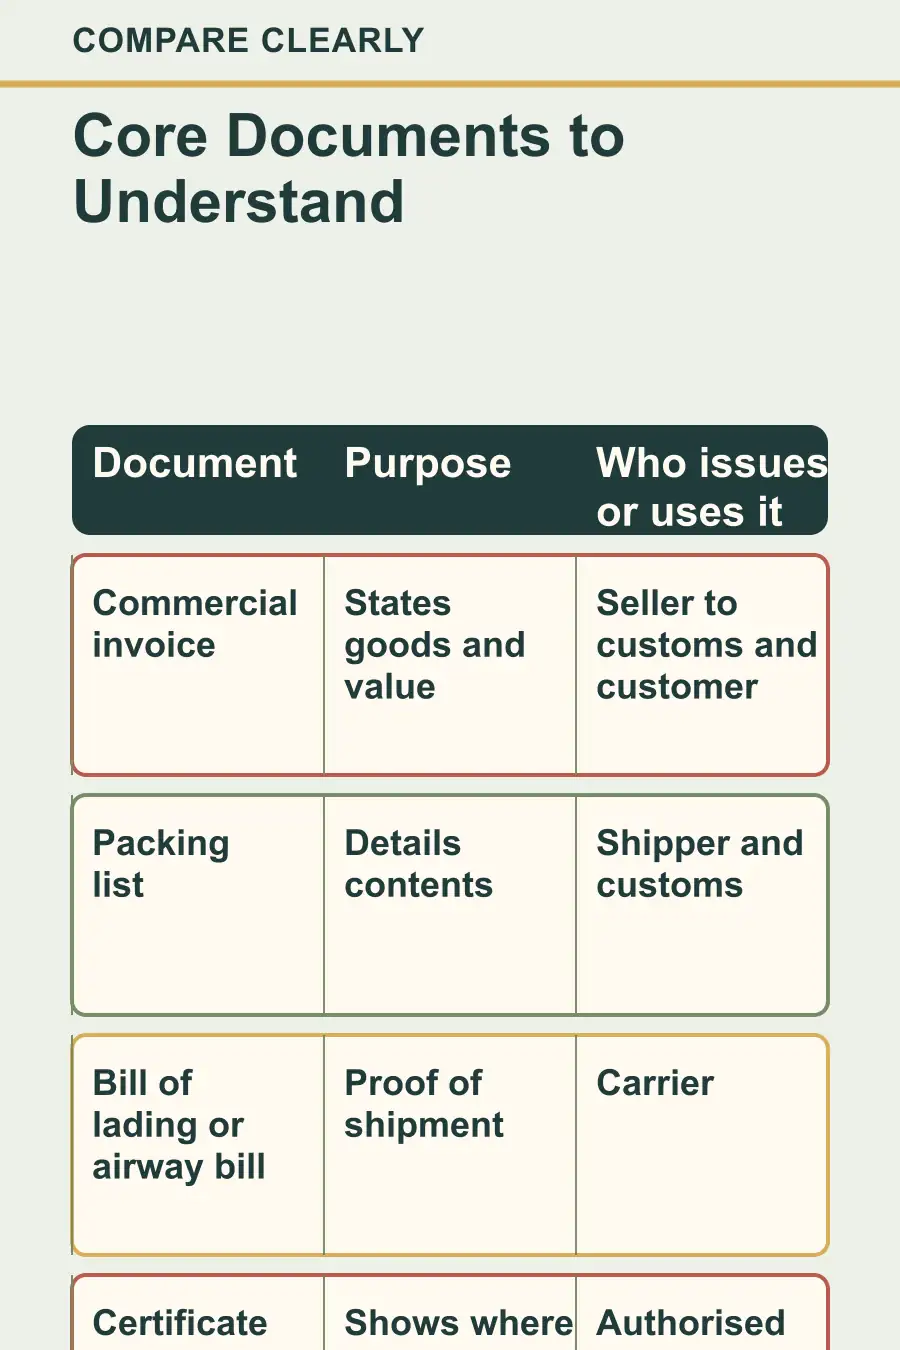 COMPARE CLEARLY
Core Documents to
Understand
Document Purpose Who issues
or uses it
Commercial
invoice
States
goods and
value
Seller to
customs and
customer
Packing
list
Details
contents
Shipper and
customs
Bill of
lading or
airway bill
Proof of
shipment
Carrier
Certificate
Shows where
Authorised